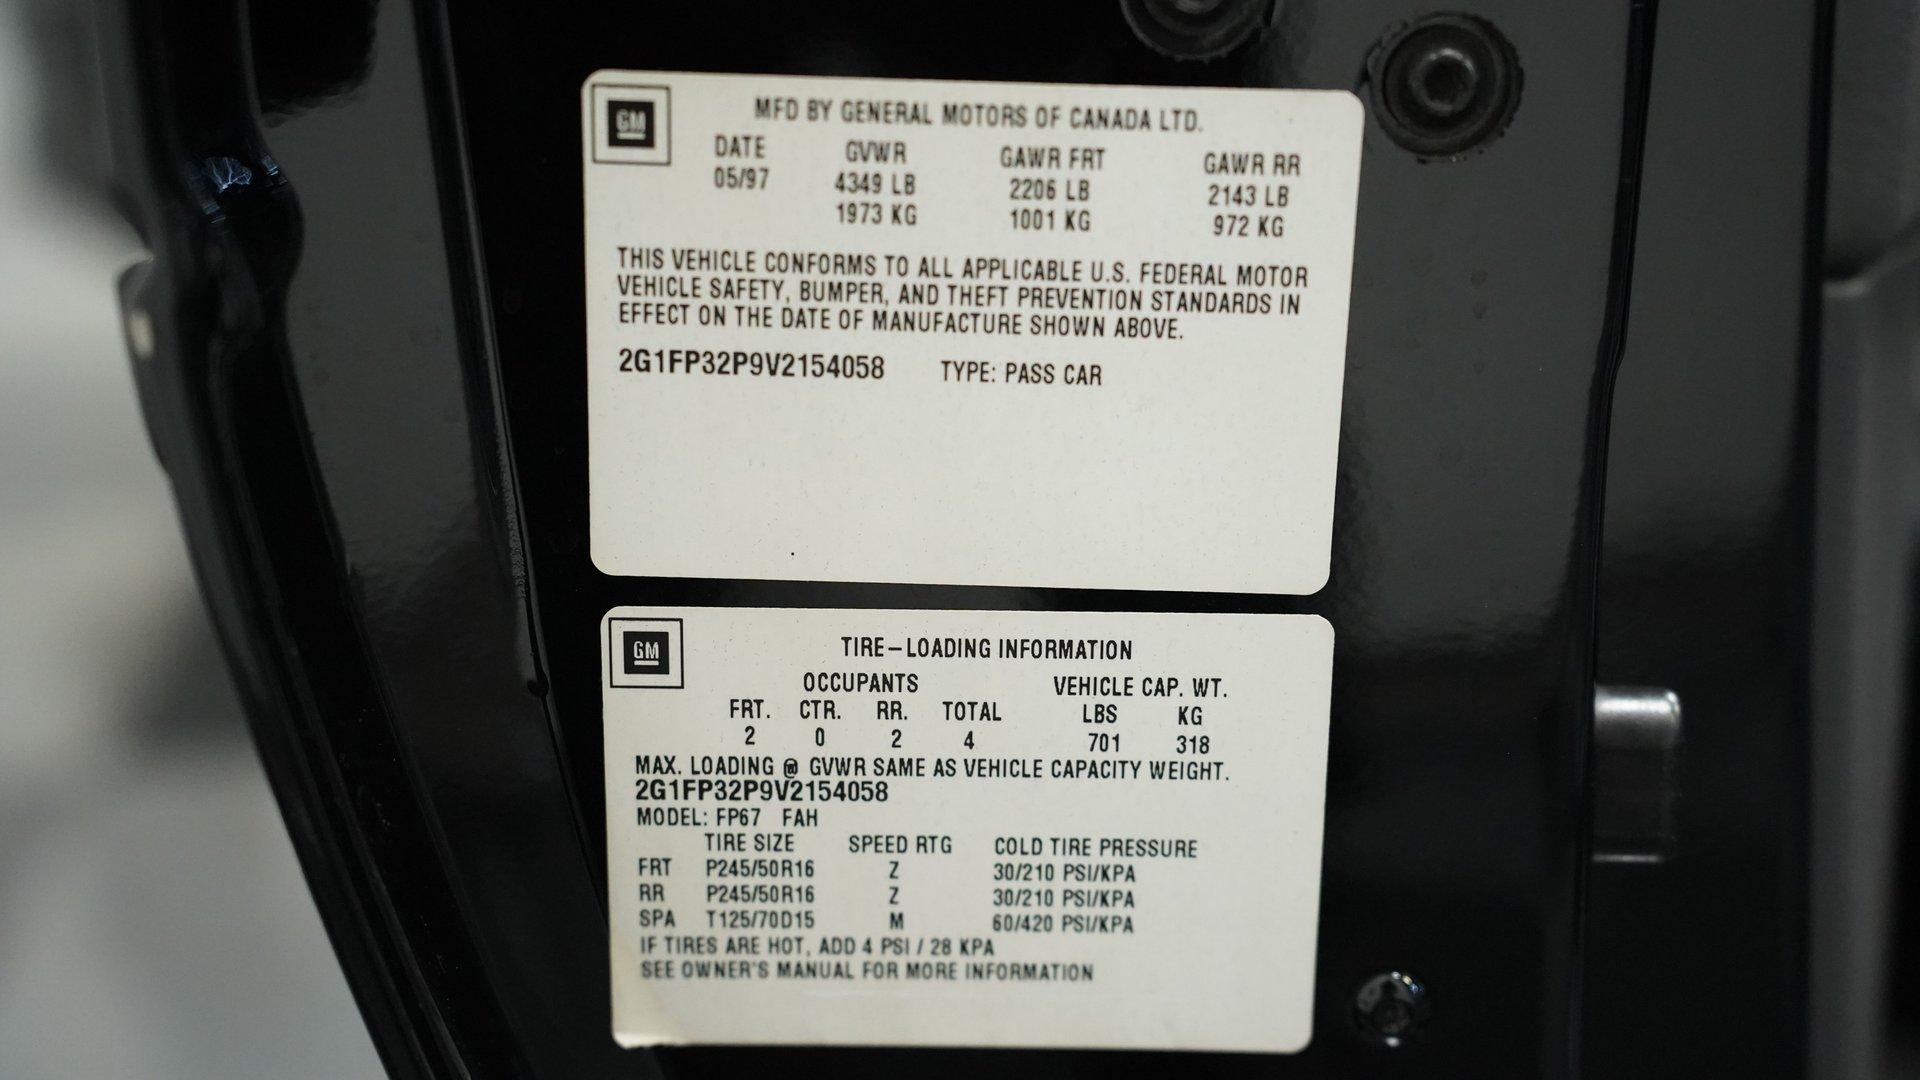 GM
MFD BY GENERAL MOTORS OF CANADA LTD.
DATE GVWR GAWR FRT GAWR RR
05/97 4349 LB 2206 LB 2143 LB
1973 KG 1001 KG 972 KG
THIS VEHICLE CONFORMS TO ALL APPLICABLE U.S. FEDERAL MOTOR
VEHICLE SAFETY, BUMPER, AND THEFT PREVENTION STANDARDS IN
EFFECT ON THE DATE OF MANUFACTURE SHOWN ABOVE.
2G1FP32P9V2154058 TYPE: PASS CAR
GM
TIRE–LOADING INFORMATION
OCCUPANTS VEHICLE CAP. WT.
FRT. CTR. RR. TOTAL LBS KG
2 0 2 4 701 318
MAX. LOADING @ GVWR SAME AS VEHICLE CAPACITY WEIGHT.
2G1FP32P9V2154058
MODEL: FP67 FAH
TIRE SIZE SPEED RTG COLD TIRE PRESSURE
FRT P245/50R16 Z 30/210 PSI/KPA
RR P245/50R16 Z 30/210 PSI/KPA
SPA T125/70D15 M 60/420 PSI/KPA
IF TIRES ARE HOT, ADD 4 PSI / 28 KPA
SEE OWNER'S MANUAL FOR MORE INFORMATION